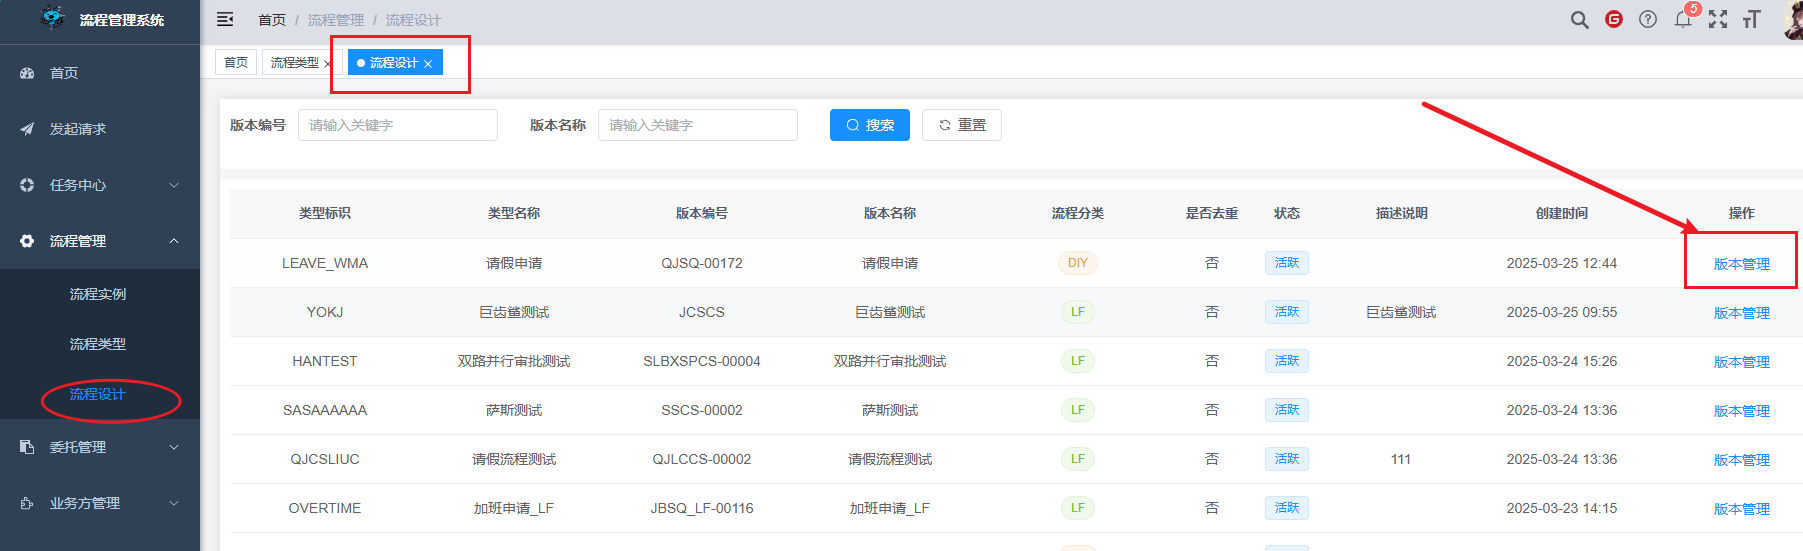 流程管理系统
首页 / 流程管理 / 流程设计
5
首页
流程类型 ×
流程设计 ×
首页
发起请求
任务中心
流程管理
流程实例
流程类型
流程设计
委托管理
业务方管理
版本编号 请输入关键字 版本名称 请输入关键字 搜索 重置
类型标识 类型名称 版本编号 版本名称 流程分类 是否去重 状态 描述说明 创建时间 操作
LEAVE_WMA 请假申请 QJSQ-00172 请假申请 DIY 否 活跃 2025-03-25 12:44 版本管理
YOKJ 巨齿鲨测试 JCSCS 巨齿鲨测试 LF 否 活跃 巨齿鲨测试 2025-03-25 09:55 版本管理
HANTEST 双路并行审批测试 SLBXSPCS-00004 双路并行审批测试 LF 否 活跃 2025-03-24 15:26 版本管理
SASAAAAAA 萨斯测试 SSCS-00002 萨斯测试 LF 否 活跃 2025-03-24 13:36 版本管理
QJCSLIUC 请假流程测试 QJLCCS-00002 请假流程测试 LF 否 活跃 111 2025-03-24 13:36 版本管理
OVERTIME 加班申请_LF JBSQ_LF-00116 加班申请_LF LF 否 活跃 2025-03-23 14:15 版本管理